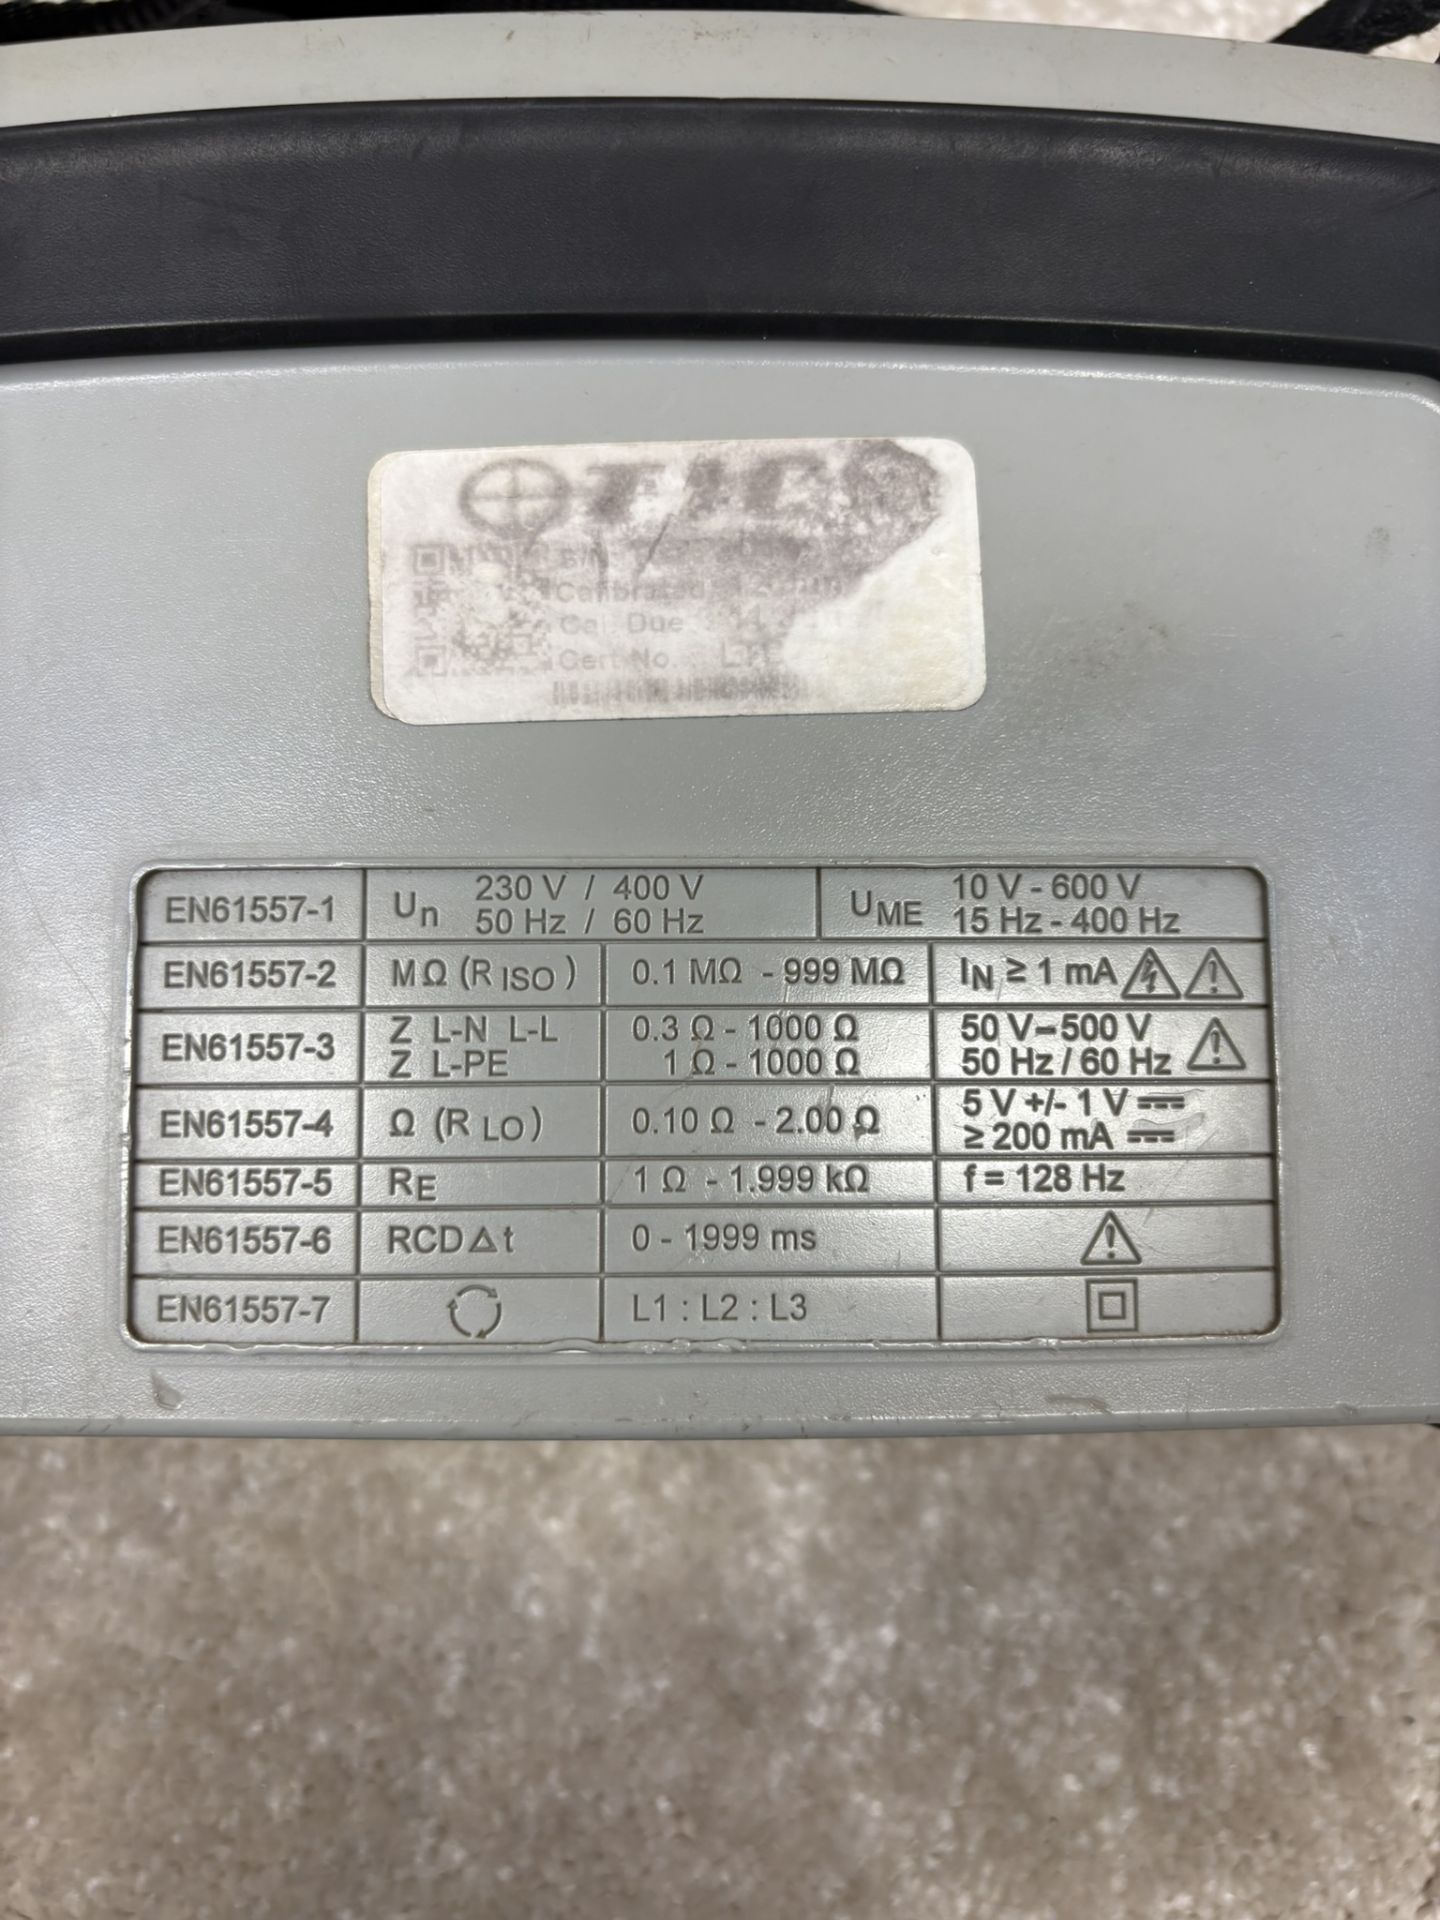 Calibrated
Cal Due
Cert No.
EN61557-1 Un 230 V / 400 V UME 10 V - 600 V
50 Hz / 60 Hz 15 Hz - 400 Hz
EN61557-2 MΩ (R ISO) 0.1 MΩ - 999 MΩ IN ≥ 1 mA
EN61557-3 Z L-N L-L 0.3 Ω - 1000 Ω 50 V - 500 V
Z L-PE 1 Ω - 1000 Ω 50 Hz / 60 Hz
EN61557-4 Ω (R LO) 0.10 Ω - 2.00 Ω 5 V +/- 1 V ⎓
≥ 200 mA ⎓
EN61557-5 RE 1 Ω - 1.999 kΩ f = 128 Hz
EN61557-6 RCD Δ t 0 - 1999 ms
EN61557-7 L1 : L2 : L3